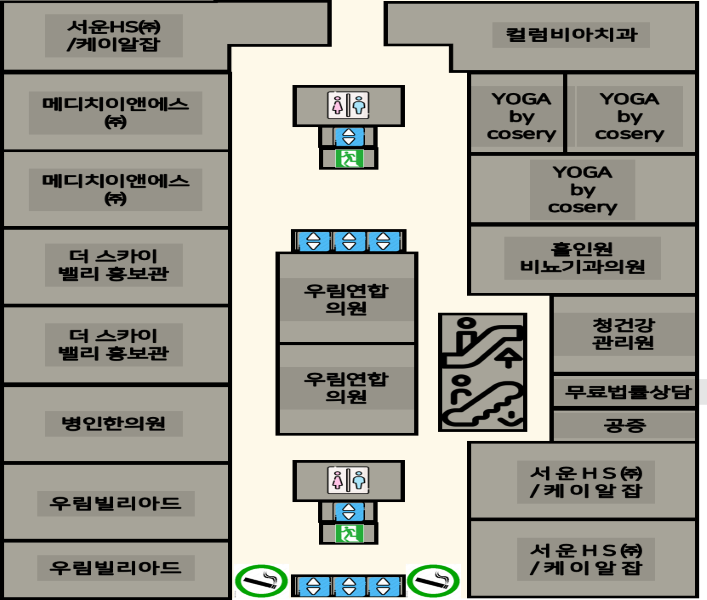 서운HS㈜
/케이알잡
컬럼비아치과
메디치이앤에스
㈜
YOGA
by
cosery
YOGA
by
cosery
메디치이앤에스
㈜
YOGA
by
cosery
더 스카이
밸리 홍보관
홀인원
비뇨기과의원
우림연합
의원
더 스카이
밸리 홍보관
청건강
관리원
우림연합
의원
무료법률상담
병인한의원
공증
우림빌리아드
서운HS㈜
/케이알잡
우림빌리아드
서운HS㈜
/케이알잡